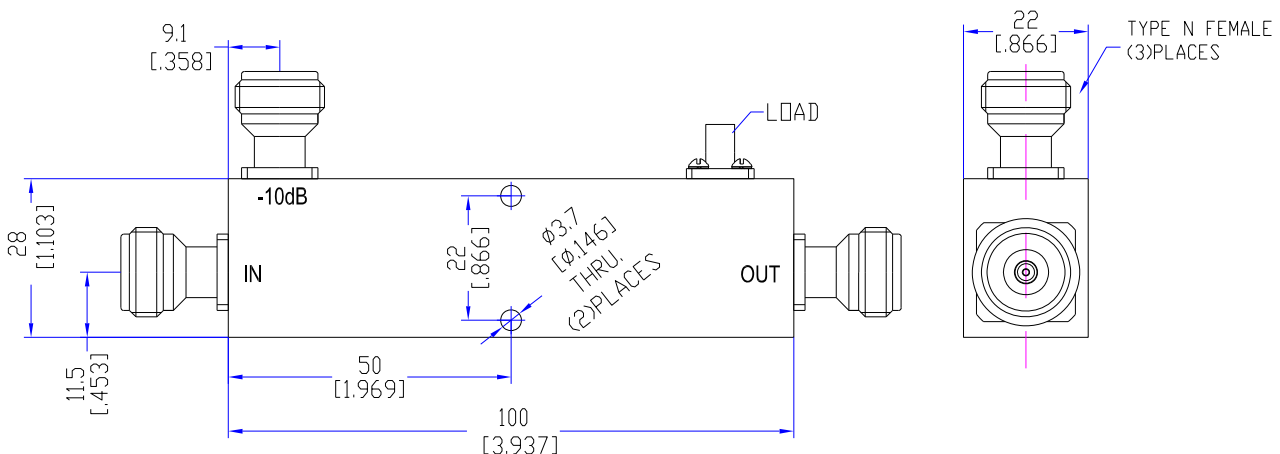 9.1
[.358]
22
[.866]
TYPE N FEMALE
(3)PLACES
LOAD
-10dB
28
[1.103]
22
[.866]
Ø3.7
[Ø.146]
THRU.
(2)PLACES
IN
OUT
11.5
[.453]
50
[1.969]
100
[3.937]